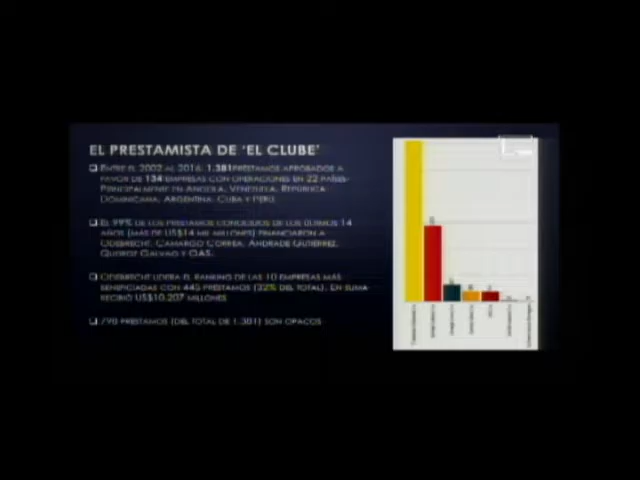 EL PRESTAMISTA DE 'EL CLUBE'
❑ ENTRE EL 2002 AL 2016: 1.381 PRÉSTAMOS APROBADOS A
FAVOR DE 134 EMPRESAS CON OPERACIONES EN 22 PAÍSES-
PRINCIPALMENTE EN ANGOLA, VENEZUELA, REPÚBLICA
DOMINICANA, ARGENTINA, CUBA Y PERÚ.
❑ EL 99% DE LOS PRÉSTAMOS CONOCIDOS DE LOS ÚLTIMOS 14
AÑOS (MÁS DE US$14 MIL MILLONES) FINANCIARON A
ODEBRECHT, CAMARGO CORREA, ANDRADE GUTIÉRREZ,
QUEIROZ GALVAO Y OAS.
❑ ODEBRECHT LIDERA EL RANKING DE LAS 10 EMPRESAS MÁS
BENEFICIADAS CON 445 PRÉSTAMOS (32% DEL TOTAL). EN SUMA
RECIBIÓ US$10.207 MILLONES
❑ 790 PRÉSTAMOS (DEL TOTAL DE 1.381) SON OPACOS